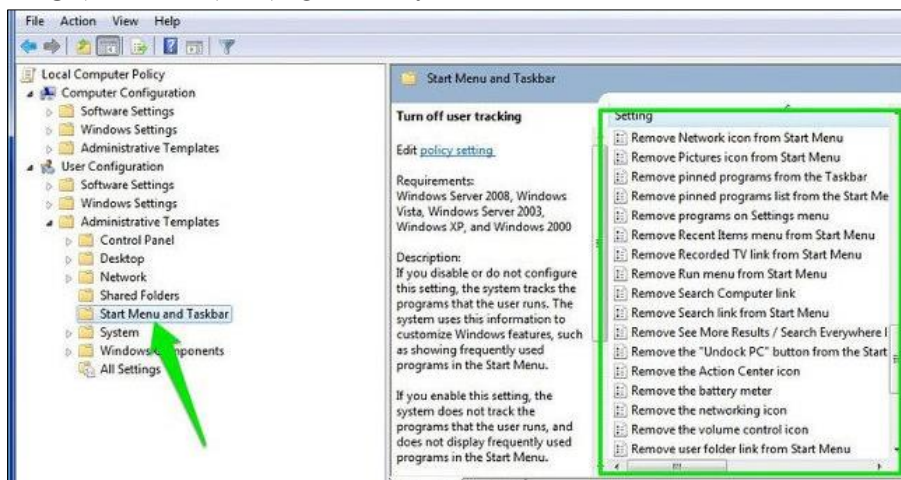 File Action View Help
Local Computer Policy
Computer Configuration
Software Settings
Windows Settings
Administrative Templates
User Configuration
Software Settings
Windows Settings
Administrative Templates
Control Panel
Desktop
Network
Shared Folders
Start Menu and Taskbar
System
Windows Components
All Settings
Start Menu and Taskbar
Turn off user tracking
Edit policy setting
Requirements:
Windows Server 2008, Windows
Vista, Windows Server 2003,
Windows XP, and Windows 2000
Description:
If you disable or do not configure
this setting, the system tracks the
programs that the user runs. The
system uses this information to
customize Windows features, such
as showing frequently used
programs in the Start Menu.
If you enable this setting, the
system does not track the
programs that the user runs, and
does not display frequently used
programs in the Start Menu.
Setting
Remove Network icon from Start Menu
Remove Pictures icon from Start Menu
Remove pinned programs from the Taskbar
Remove pinned programs list from the Start Me
Remove programs on Settings menu
Remove Recent Items menu from Start Menu
Remove Recorded TV link from Start Menu
Remove Run menu from Start Menu
Remove Search Computer link
Remove Search link from Start Menu
Remove See More Results / Search Everywhere l
Remove the "Undock PC" button from the Start
Remove the Action Center icon
Remove the battery meter
Remove the networking icon
Remove the volume control icon
Remove user folder link from Start Menu